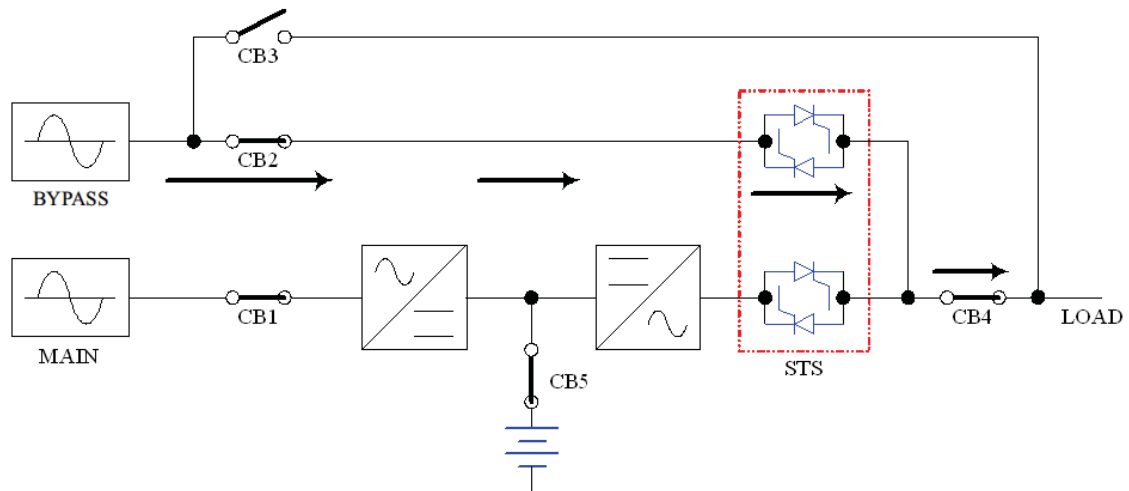 CB3
CB2
BYPASS
CB1
CB4
LOAD
MAIN
STS
CB5